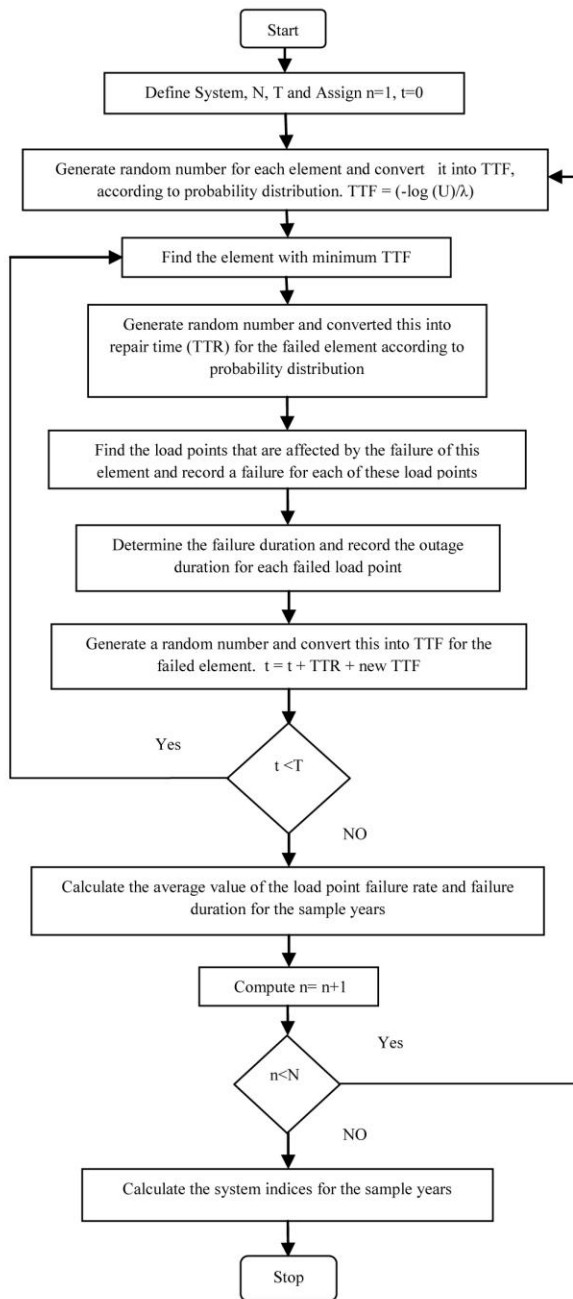 Start
Define System, N, T and Assign n=1, t=0
Generate random number for each element and convert it into TTF,
according to probability distribution. TTF = (-log (U)/λ)
Find the element with minimum TTF
Generate random number and converted this into
repair time (TTR) for the failed element according to
probability distribution
Find the load points that are affected by the failure of this
element and record a failure for each of these load points
Determine the failure duration and record the outage
duration for each failed load point
Generate a random number and convert this into TTF for the
failed element. t = t + TTR + new TTF
Yes
t <T
NO
Calculate the average value of the load point failure rate and failure
duration for the sample years
Compute n= n+1
Yes
n<N
NO
Calculate the system indices for the sample years
Stop